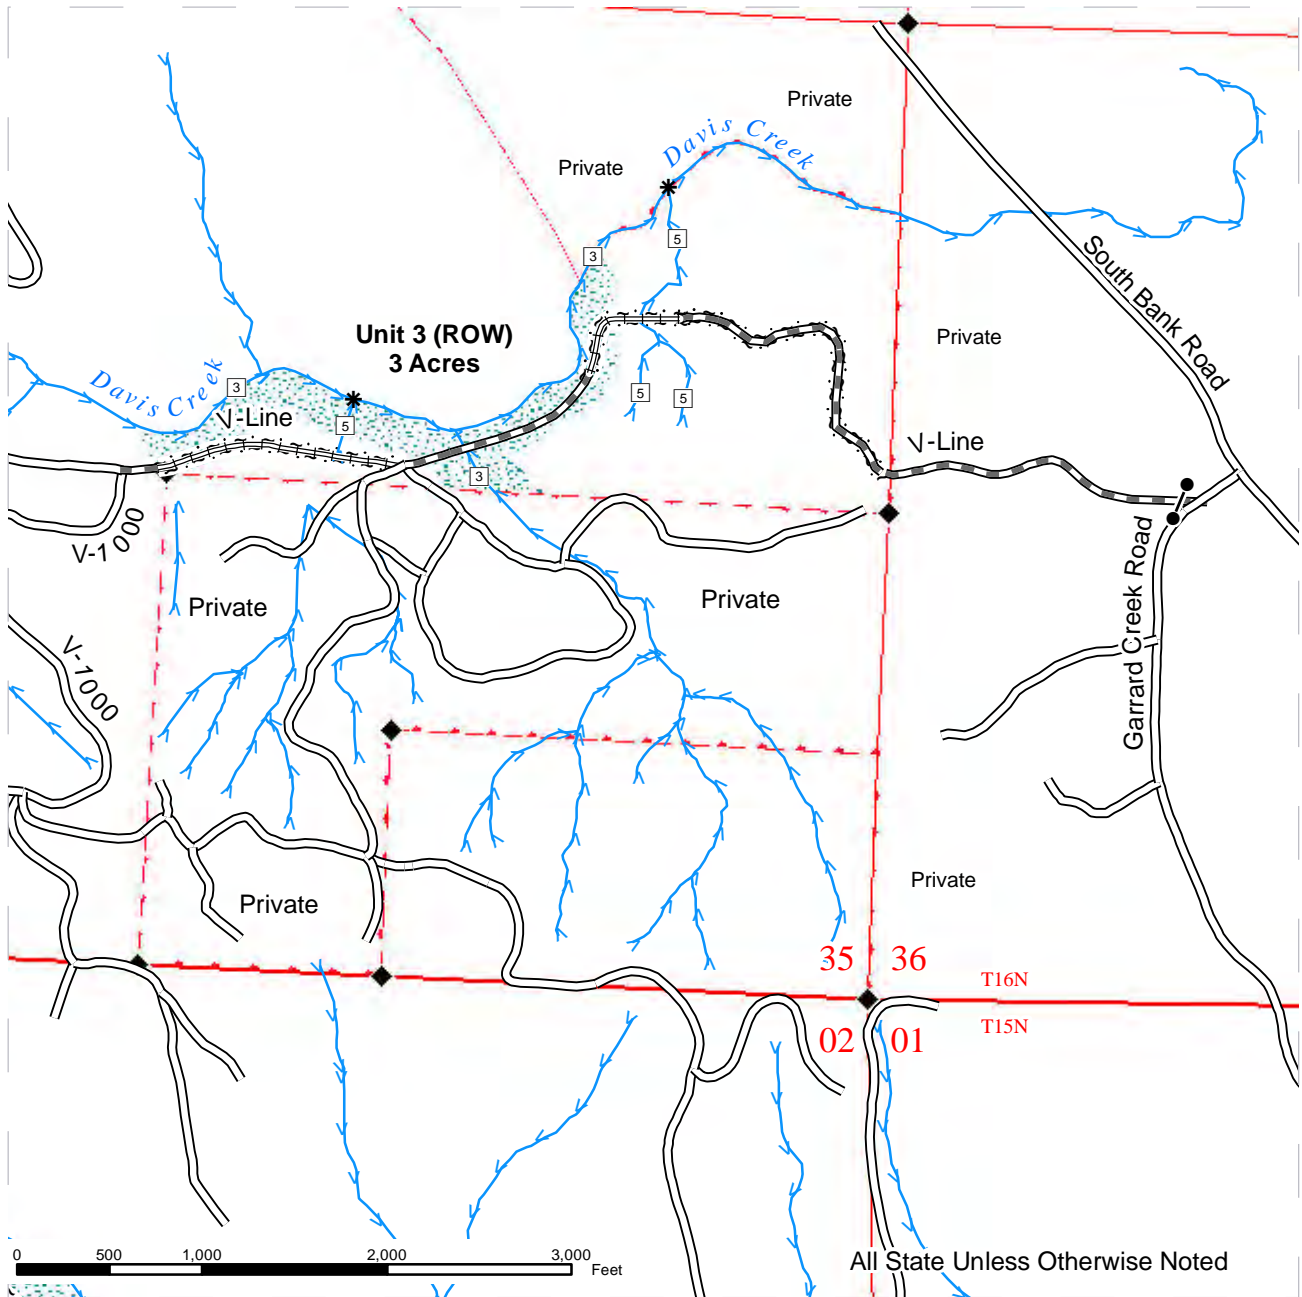 Private
Davis Creek
Private
5
3
South Bank Road
Unit 3 (ROW)
3 Acres
Private
Davis Creek
3
V-Line
5
5
5
V-Line
3
V-1000
Garrard Creek Road
Private
Private
V-1000
Private
Private
35
36
T16N
02
01
T15N
0
500
1,000
2,000
3,000
Feet
All State Unless Otherwise Noted